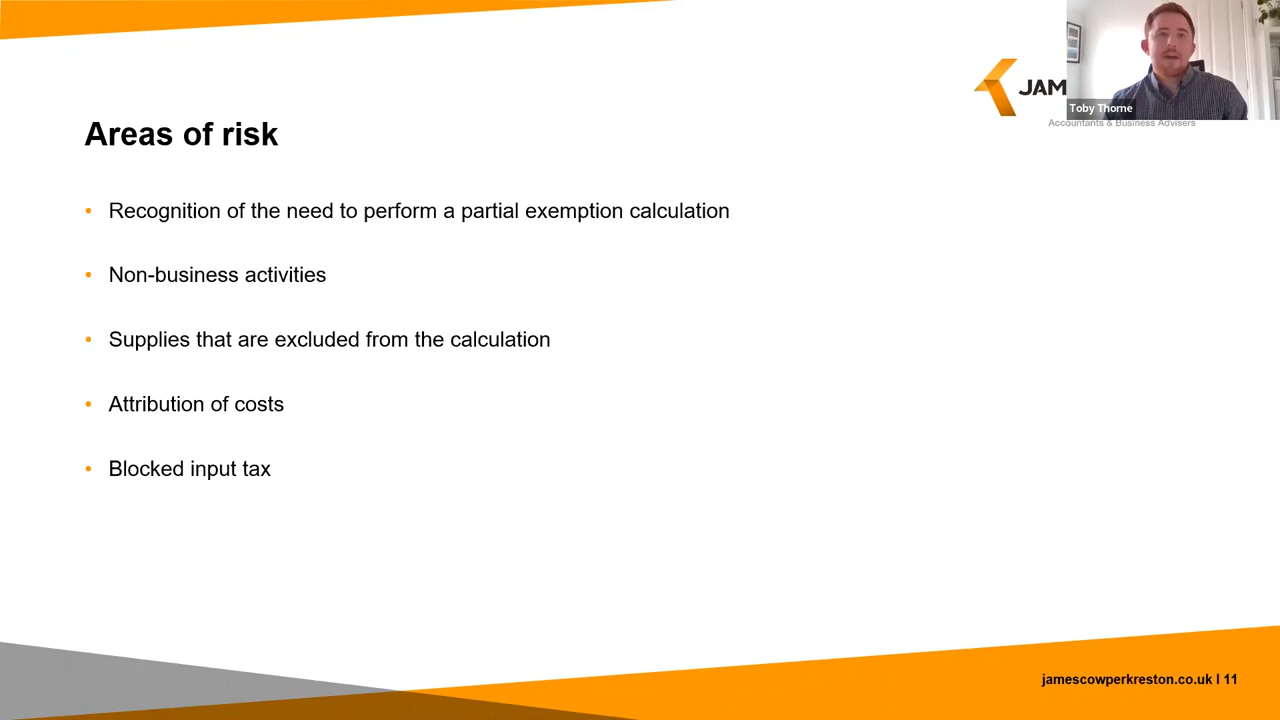 JAM
Toby Thorne
Accountants & Business Advisers
Areas of risk
• Recognition of the need to perform a partial exemption calculation
• Non-business activities
• Supplies that are excluded from the calculation
• Attribution of costs
• Blocked input tax
jamescowperkreston.co.uk | 11